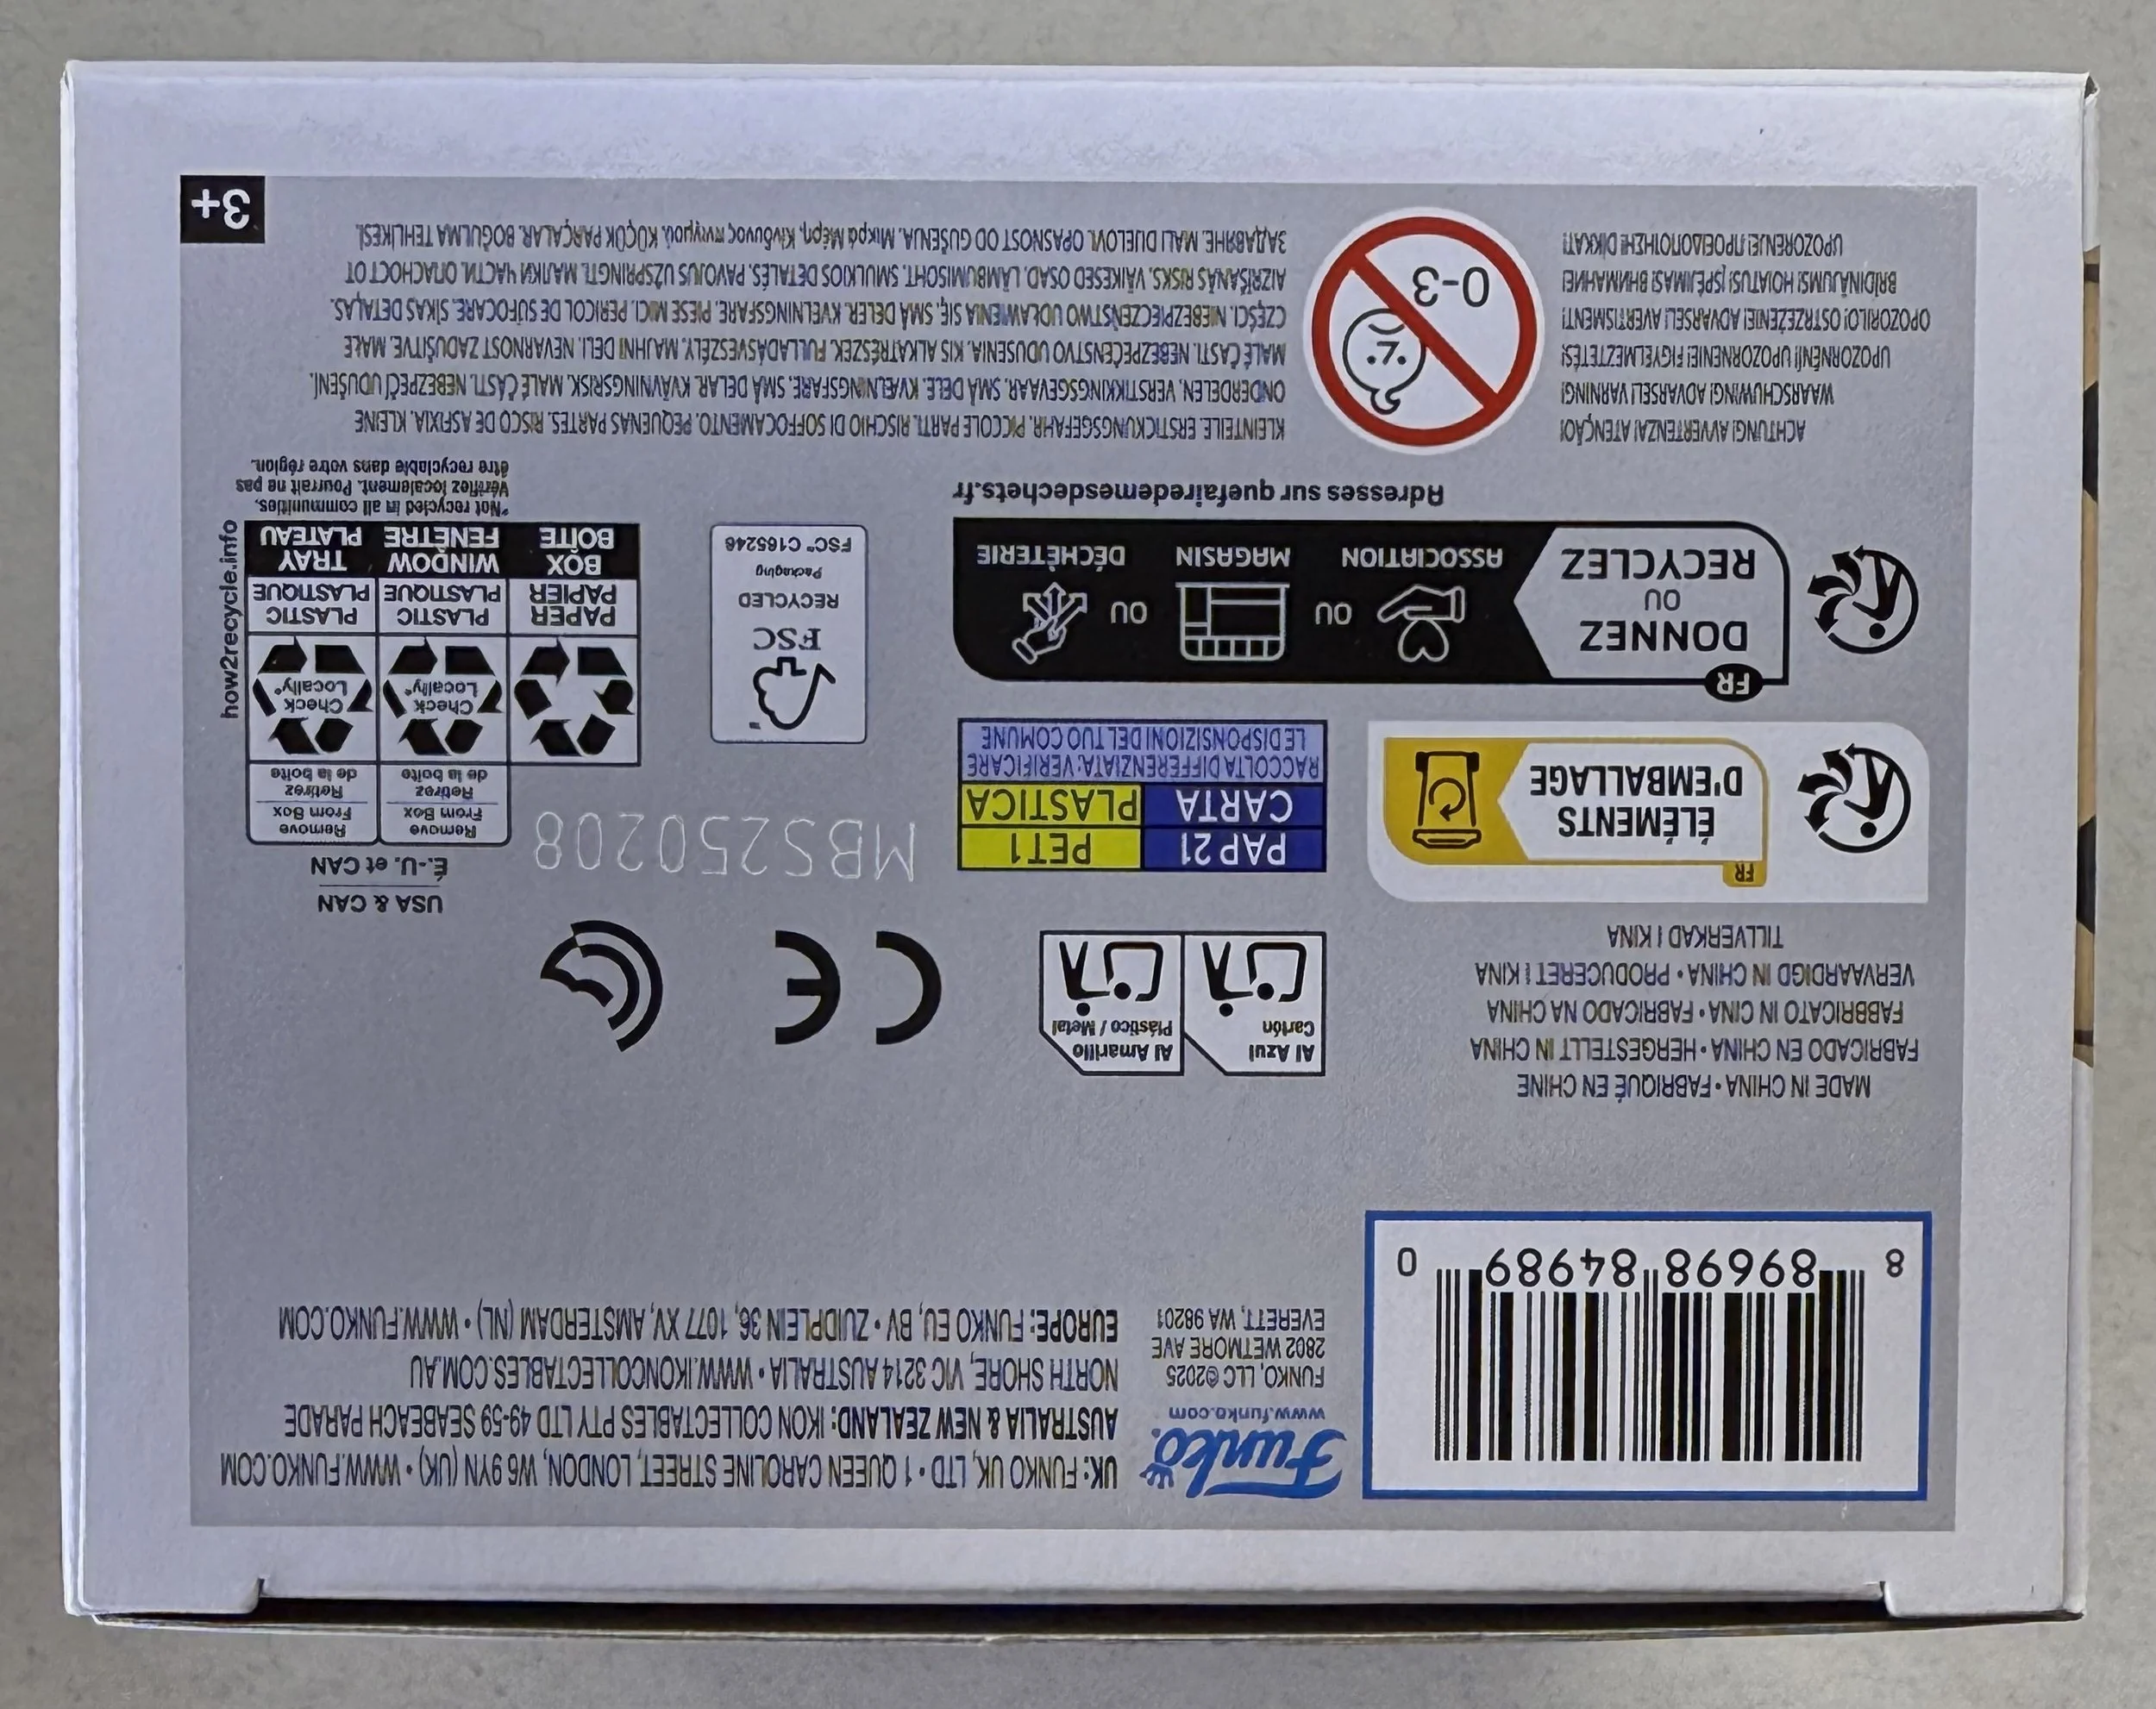 8 89698 84989 0
Funko
www.funko.com
FUNKO, LLC ©2025
2802 WETMORE AVE
EVERETT, WA 98201
UK: FUNKO UK, LTD • 1 QUEEN CAROLINE STREET, LONDON, W6 9YN (UK) • WWW.FUNKO.COM
AUSTRALIA & NEW ZEALAND: IKON COLLECTABLES PTY LTD 49-59 SEABEACH PARADE
NORTH SHORE, VIC 3214 AUSTRALIA • WWW.IKONCOLLECTABLES.COM.AU
EUROPE: FUNKO EU, BV • ZUIDPLEIN 36, 1077 XV, AMSTERDAM (NL) • WWW.FUNKO.COM
MADE IN CHINA • FABRIQUÉ EN CHINE
FABRICADO EN CHINA • HERGESTELLT IN CHINA
FABBRICATO IN CINA • FABRICADO NA CHINA
VERVAARDIGD IN CHINA • PRODUCERET I KINA
TILLVERKAD I KINA
Al Azul
Cartón
Al Amarillo
Plástico / Metal
CE
USA & CAN
É.-U. et CAN
FR
ÉLÉMENTS
D'EMBALLAGE
PAP21
PET1
CARTA
PLASTICA
RACCOLTA DIFFERENZIATA: VERIFICARE
LE DISPONSIZIONI DEL TUO COMUNE
MBS250208
Remove
From Box
Retirez
de la boîte
Remove
From Box
Retirez
de la boîte
Check
Locally*
Check
Locally*
PAPER
PAPIER
PLASTIC
PLASTIQUE
PLASTIC
PLASTIQUE
BOX
BOÎTE
WINDOW
FENÊTRE
TRAY
PLATEAU
how2recycle.info
*Not recycled in all communities.
Vérifiez localement. Pourrait ne pas
être recyclable dans votre région.
FR
DONNEZ
OU
RECYCLEZ
ASSOCIATION
OU
MAGASIN
OU
DÉCHÈTERIE
Adresses sur quefairedemesdechets.fr
™
FSC
RECYCLED
Packaging
FSC® C165246
ACHTUNG! AVVERTENZA! ATENÇÃO!
WAARSCHUWING! ADVARSEL! VARNING!
UPOZORNĚNÍ! UPOZORNENIE! FIGYELMEZTETÉS!
OPOZORILO! OSTRZEŻENIE! ADVARSEL! AVERTISMENT!
BRĪDINĀJUMS! HOIATUS! ĮSPĖJIMAS! ВНИМАНИЕ!
UPOZORENJE! ΠΡΟΕΙΔΟΠΟΙΗΣΗ! DİKKAT!
0-3
KLEINTEILE. ERSTICKUNGSGEFAHR. PICCOLE PARTI. RISCHIO DI SOFFOCAMENTO. PEQUENAS PARTES. RISCO DE ASFIXIA. KLEINE
ONDERDELEN. VERSTIKKINGSGEVAAR. SMÅ DELE. KVÆLNINGSFARE. SMÅ DELAR. KVÄVNINGSRISK. MALÉ ČÁSTI. NEBEZPEČÍ UDUŠENÍ.
MALÉ ČASTI. NEBEZPEČENSTVO UDUSENIA. KIS ALKATRÉSZEK. FULLADÁSVESZÉLY. MAJHNI DELI. NEVARNOST ZADUŠITVE. MAŁE
CZĘŚCI. NIEBEZPIECZEŃSTWO UDŁAWIENIA SIĘ. SMÅ DELER. KVELNINGSFARE. PIESE MICI. PERICOL DE SUFOCARE. SĪKAS DETAĻAS.
AIZRĪŠANĀS RISKS. VÄIKESED OSAD. LÄMBUMISOHT. SMULKIOS DETALĖS. PAVOJUS UŽSPRINGTI. МАЛКИ ЧАСТИ. ОПАСНОСТ ОТ
ЗАДАВЯНЕ. MALI DIJELOVI. OPASNOST OD GUŠENJA. Μικρά Μέρη. Κίνδυνος πνιγμού. KÜÇÜK PARÇALAR. BOĞULMA TEHLİKESİ.
3+